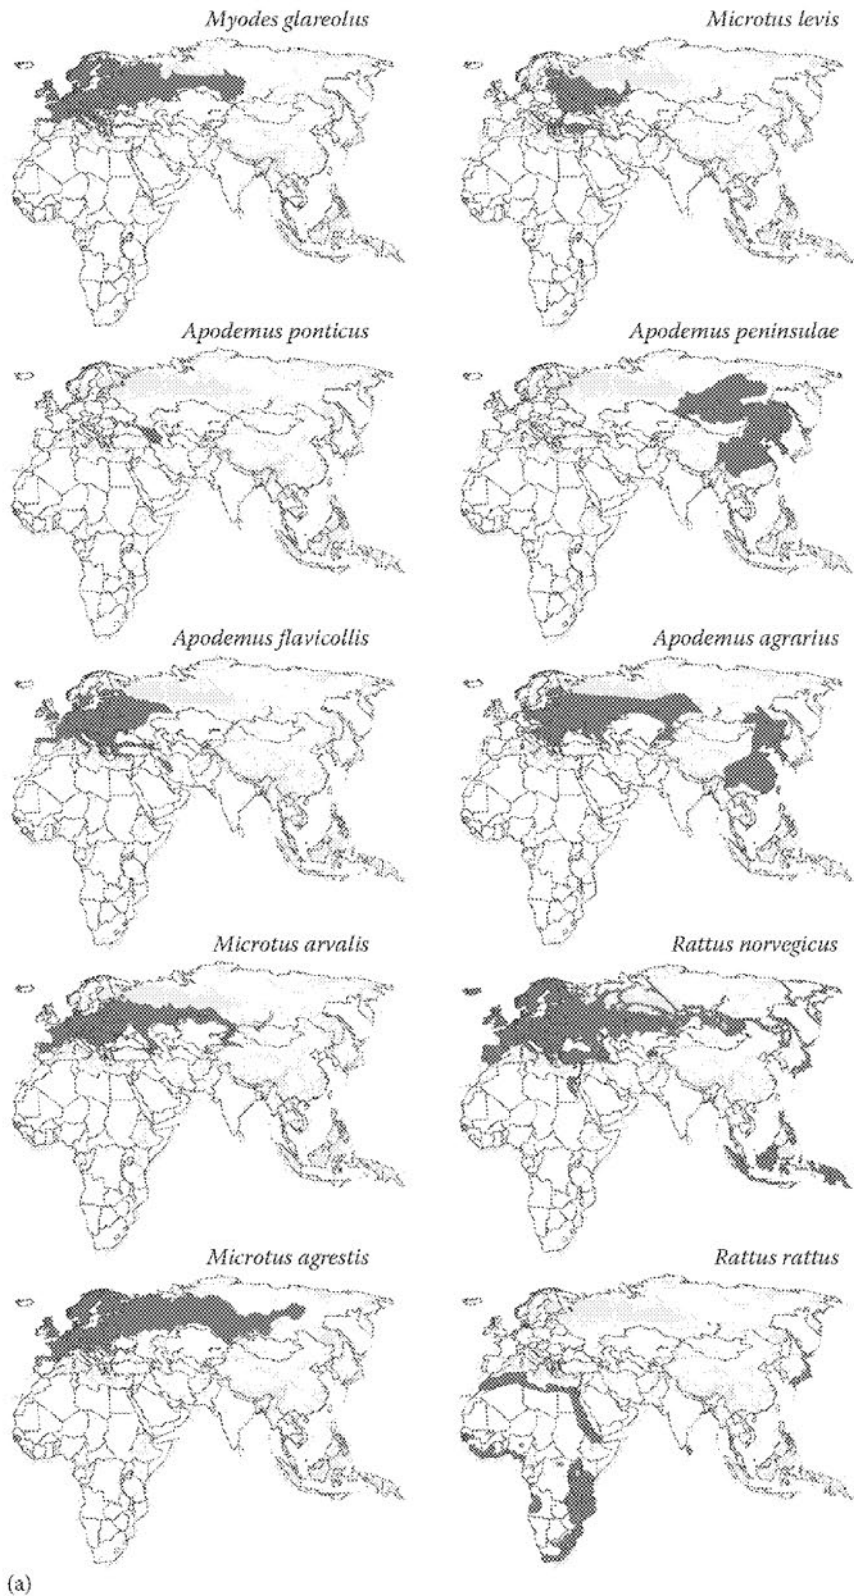 Myodes glareolus
Microtus levis
Apodemus ponticus
Apodemus peninsulae
Apodemus flavicollis
Apodemus agrarius
Microtus arvalis
Rattus norvegicus
Microtus agrestis
Rattus rattus
(a)